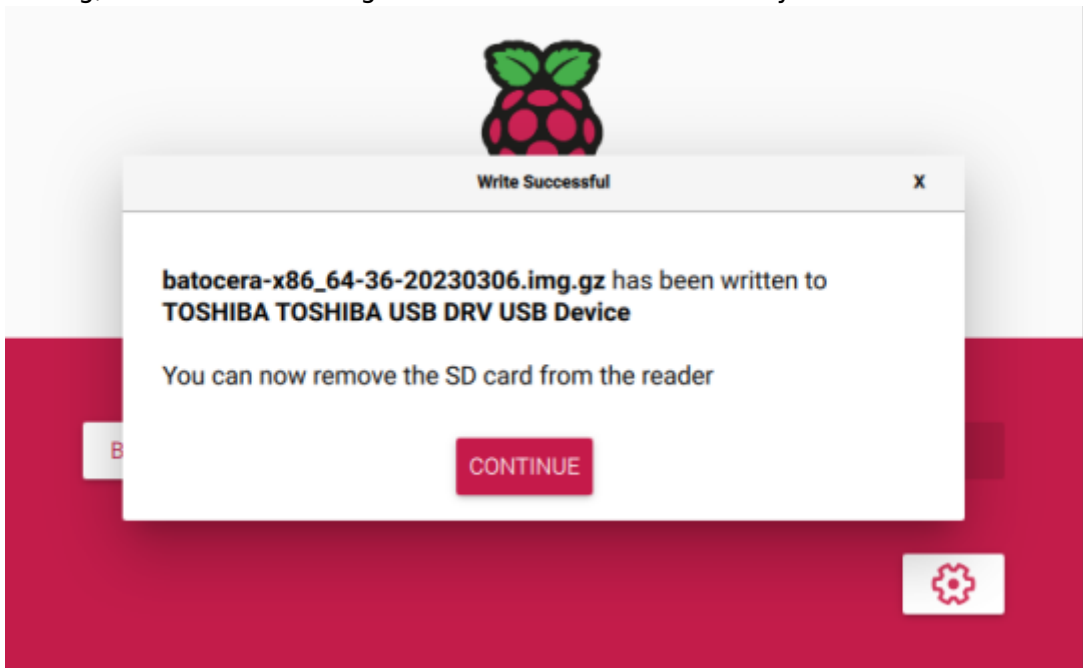 Write Successful X
batocera-x86_64-36-20230306.img.gz has been written to
TOSHIBA TOSHIBA USB DRV USB Device
You can now remove the SD card from the reader
B
CONTINUE